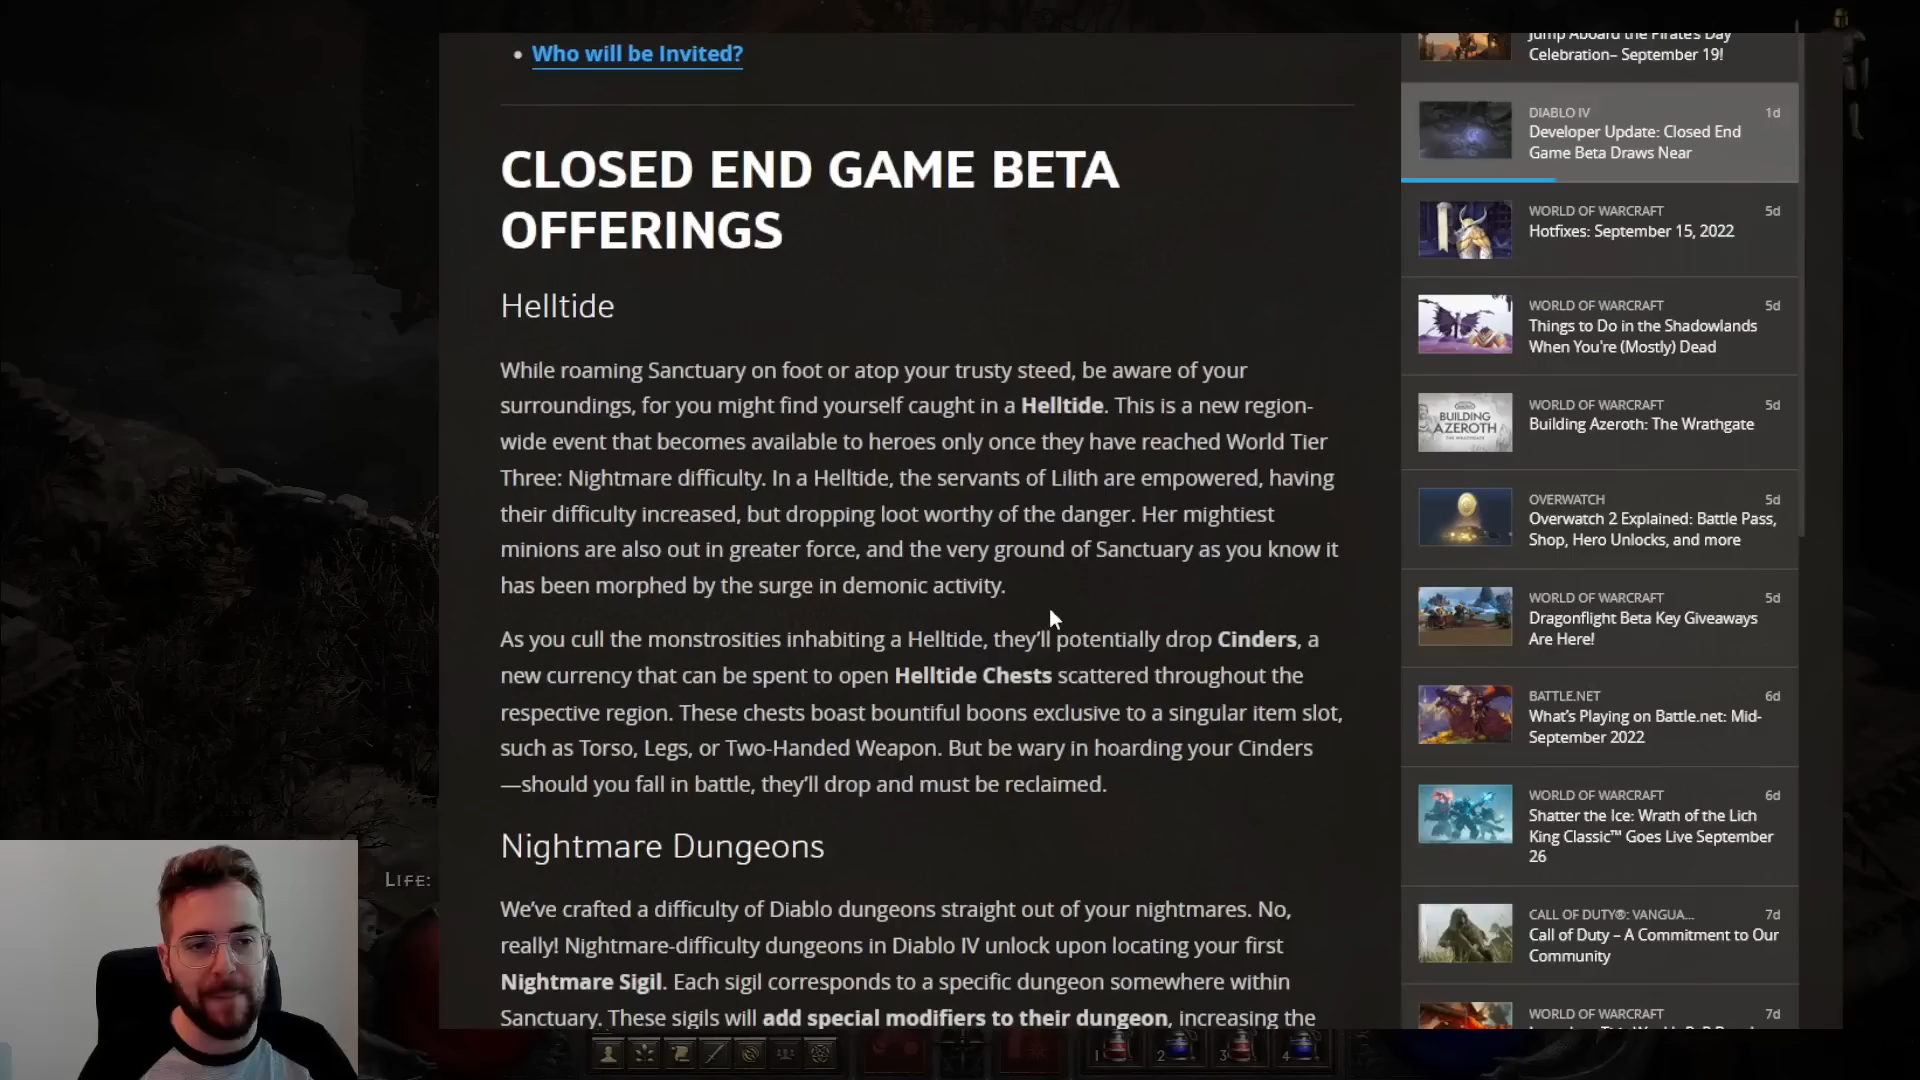 Who will be Invited?
CLOSED END GAME BETA
OFFERINGS
Helltide
While roaming Sanctuary on foot or atop your trusty steed, be aware of your
surroundings, for you might find yourself caught in a Helltide. This is a new region-
wide event that becomes available to heroes only once they have reached World Tier
Three: Nightmare difficulty. In a Helltide, the servants of Lilith are empowered, having
their difficulty increased, but dropping loot worthy of the danger. Her mightiest
minions are also out in greater force, and the very ground of Sanctuary as you know it
has been morphed by the surge in demonic activity.
As you cull the monstrosities inhabiting a Helltide, they'll potentially drop Cinders, a
new currency that can be spent to open Helltide Chests scattered throughout the
respective region. These chests boast bountiful boons exclusive to a singular item slot,
such as Torso, Legs, or Two-Handed Weapon. But be wary in hoarding your Cinders
—should you fall in battle, they'll drop and must be reclaimed.
Nightmare Dungeons
We've crafted a difficulty of Diablo dungeons straight out of your nightmares. No,
really! Nightmare-difficulty dungeons in Diablo IV unlock upon locating your first
Nightmare Sigil. Each sigil corresponds to a specific dungeon somewhere within
Sanctuary. These sigils will add special modifiers to their dungeon, increasing the
Jump Aboard the Pirate's Day
Celebration– September 19!
DIABLO IV 1d
Developer Update: Closed End
Game Beta Draws Near
WORLD OF WARCRAFT 5d
Hotfixes: September 15, 2022
WORLD OF WARCRAFT 5d
Things to Do in the Shadowlands
When You're (Mostly) Dead
BUILDING
AZEROTH
WORLD OF WARCRAFT 5d
Building Azeroth: The Wrathgate
OVERWATCH 5d
Overwatch 2 Explained: Battle Pass,
Shop, Hero Unlocks, and more
WORLD OF WARCRAFT 5d
Dragonflight Beta Key Giveaways
Are Here!
BATTLE.NET 6d
What's Playing on Battle.net: Mid-
September 2022
WORLD OF WARCRAFT 6d
Shatter the Ice: Wrath of the Lich
King Classic™ Goes Live September
26
CALL OF DUTY®: VANGUA... 7d
Call of Duty – A Commitment to Our
Community
WORLD OF WARCRAFT 7d
LIFE:
1 2 3 4